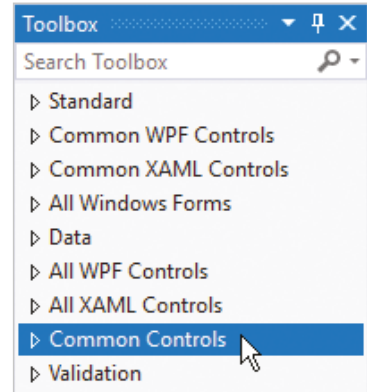 Toolbox
Search Toolbox
Standard
Common WPF Controls
Common XAML Controls
All Windows Forms
Data
All WPF Controls
All XAML Controls
Common Controls
Validation